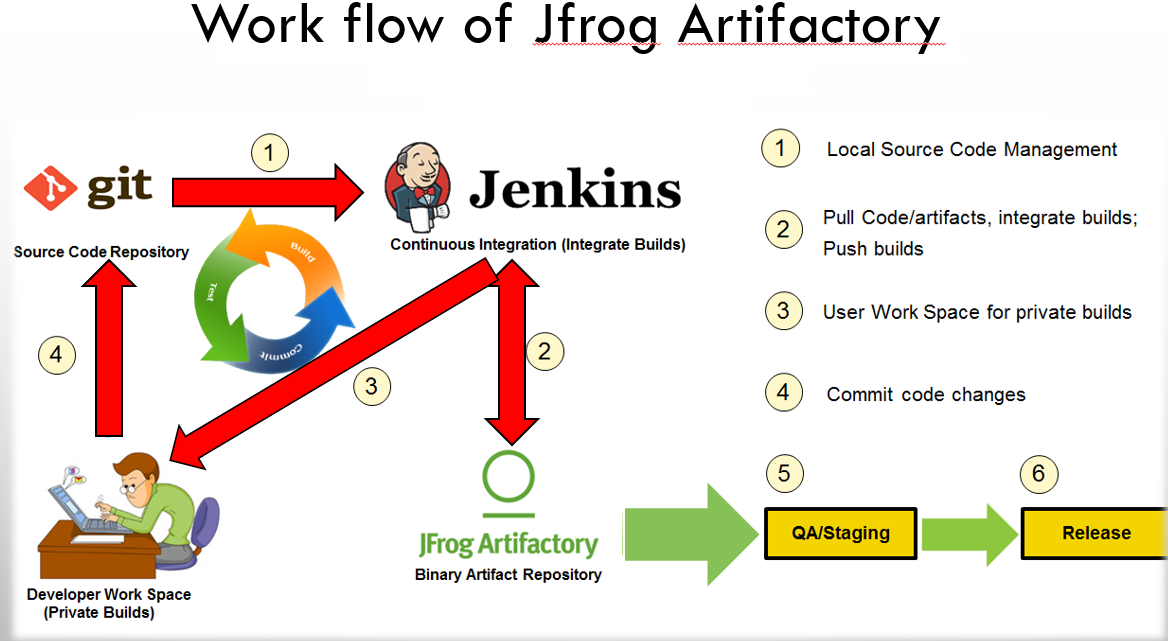 Work flow of Jfrog Artifactory
1
git
Jenkins
Source Code Repository
Continuous Integration (Integrate Builds)
Build
Test
Commit
4
3
2
JFrog Artifactory
Binary Artifact Repository
Developer Work Space
(Private Builds)
1
Local Source Code Management
2
Pull Code/artifacts, integrate builds;
Push builds
3
User Work Space for private builds
4
Commit code changes
5
QA/Staging
6
Release